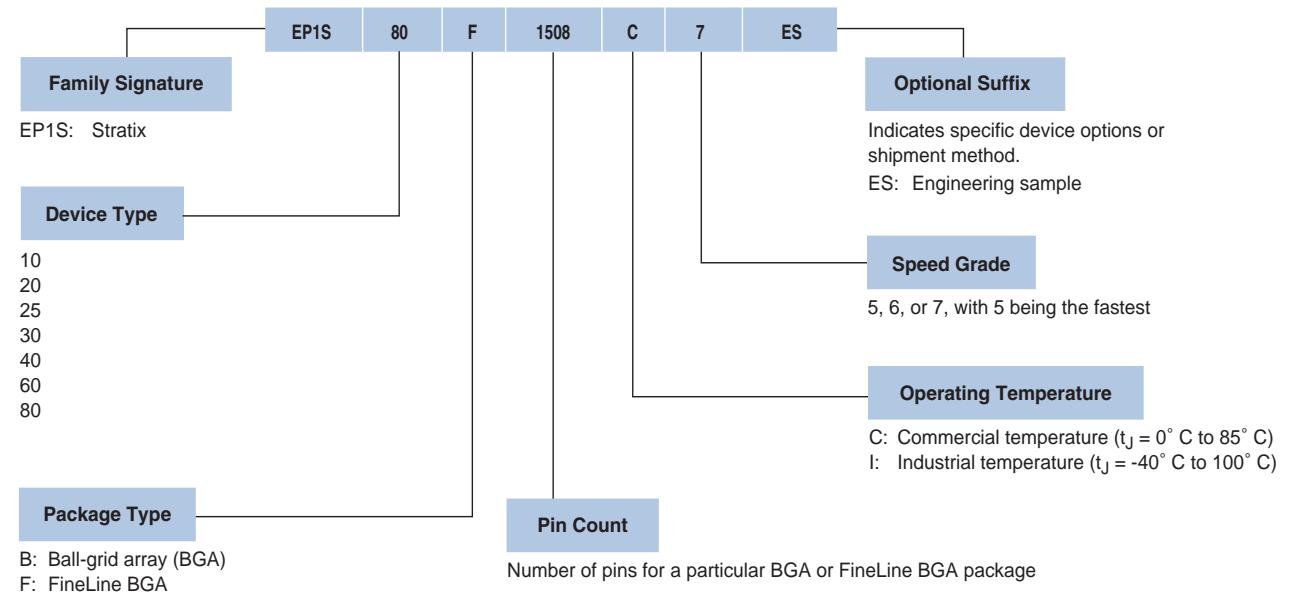 EP1S 80 F 1508 C 7 ES
Family Signature
EP1S: Stratix
Optional Suffix
Indicates specific device options or
shipment method.
ES: Engineering sample
Device Type
10
20
25
30
40
60
80
Speed Grade
5, 6, or 7, with 5 being the fastest
Operating Temperature
C: Commercial temperature (tJ = 0˚ C to 85˚ C)
I: Industrial temperature (tJ = -40˚ C to 100˚ C)
Package Type
B: Ball-grid array (BGA)
F: FineLine BGA
Pin Count
Number of pins for a particular BGA or FineLine BGA package